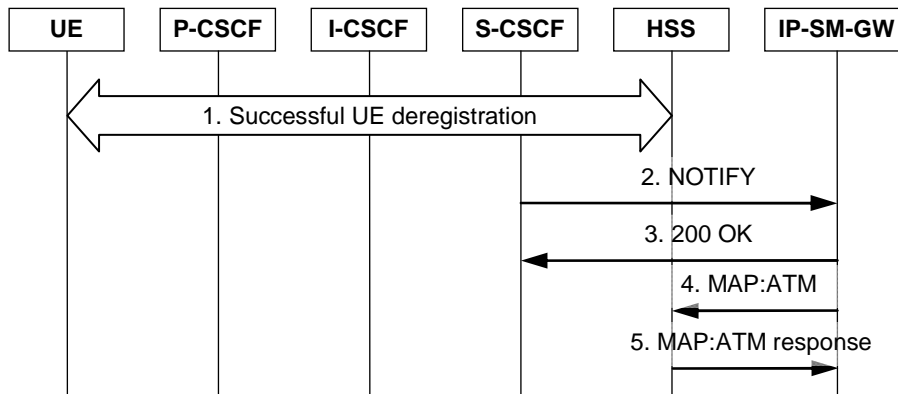 UE P-CSCF I-CSCF S-CSCF HSS IP-SM-GW
1. Successful UE deregistration
2. NOTIFY
3. 200 OK
4. MAP:ATM
5. MAP:ATM response